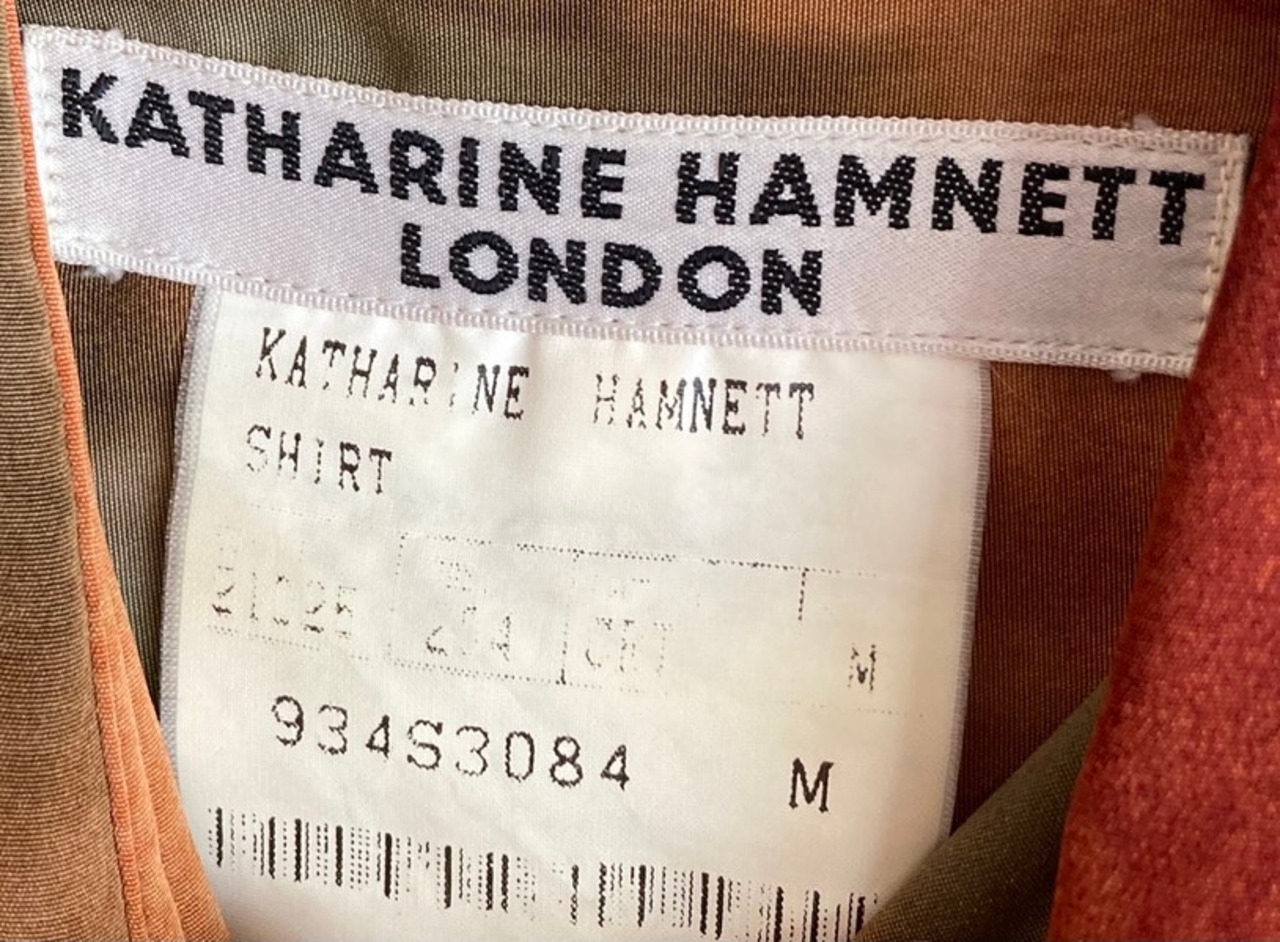 KATHARINE HAMNETT
LONDON
KATHARINE HAMNETT
SHIRT
M
934S3084 M